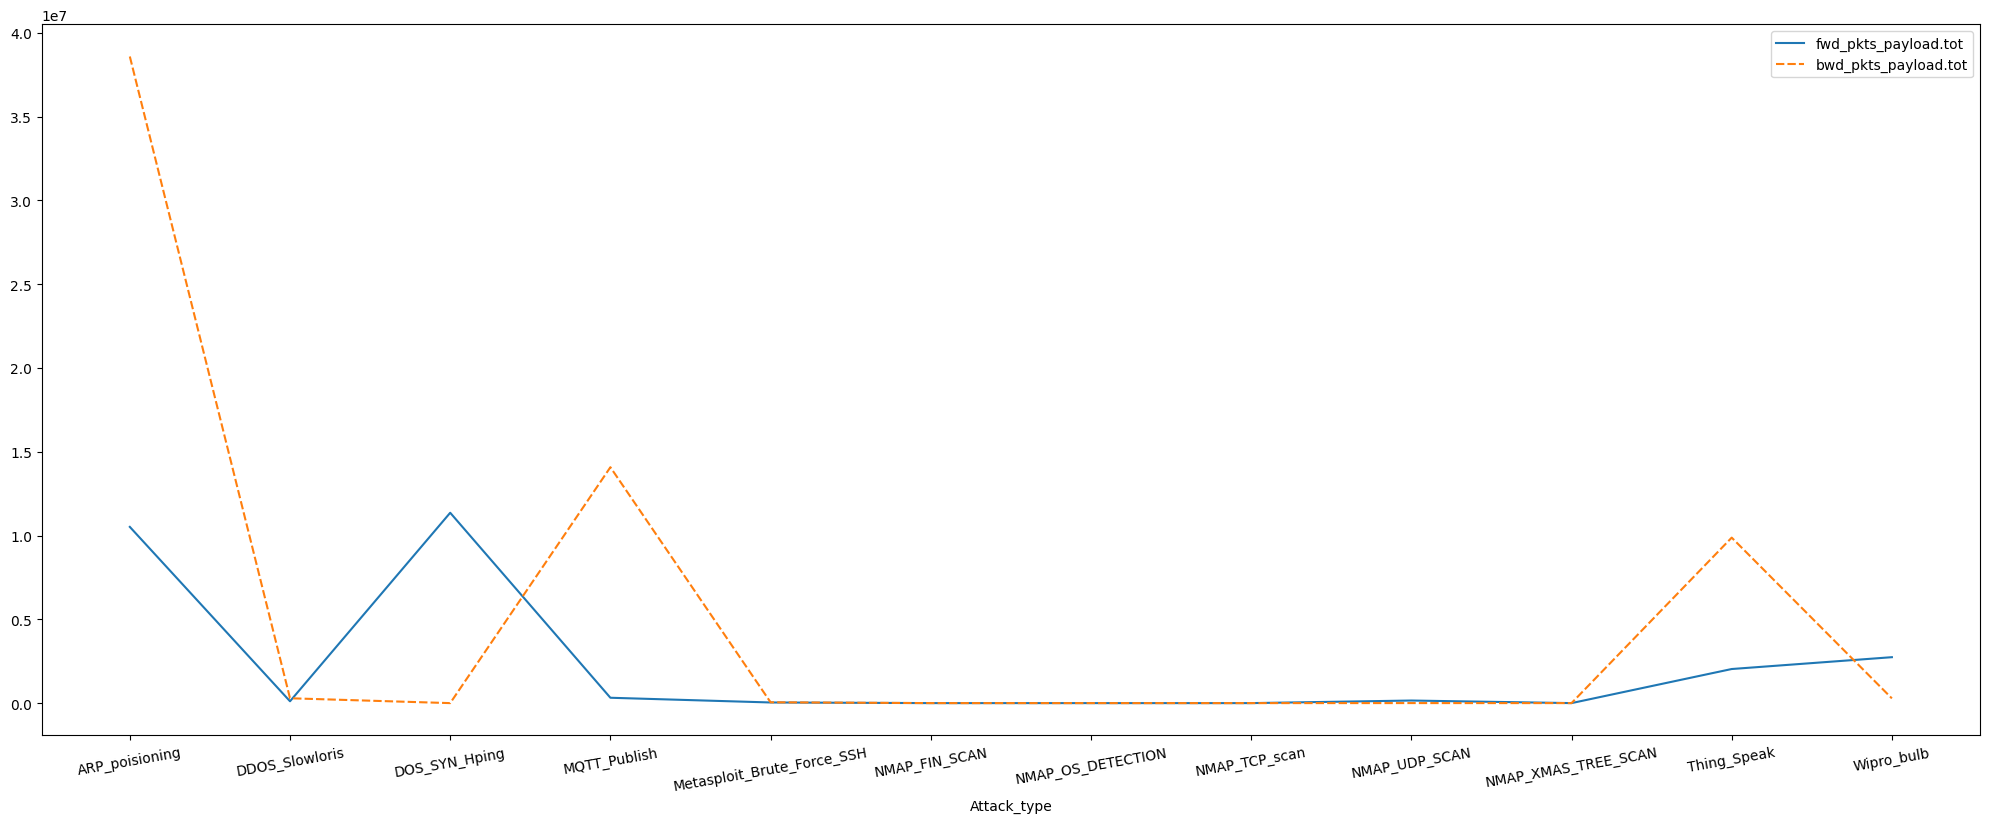 1e7
4.0
3.5
3.0
2.5
2.0
1.5
1.0
0.5
0.0
fwd_pkts_payload.tot
bwd_pkts_payload.tot
ARP_poisioning
DDOS_Slowloris
DOS_SYN_Hping
MQTT_Publish
Metasploit_Brute_Force_SSH
NMAP_FIN_SCAN
NMAP_OS_DETECTION
NMAP_TCP_scan
NMAP_UDP_SCAN
NMAP_XMAS_TREE_SCAN
Thing_Speak
Wipro_bulb
Attack_type